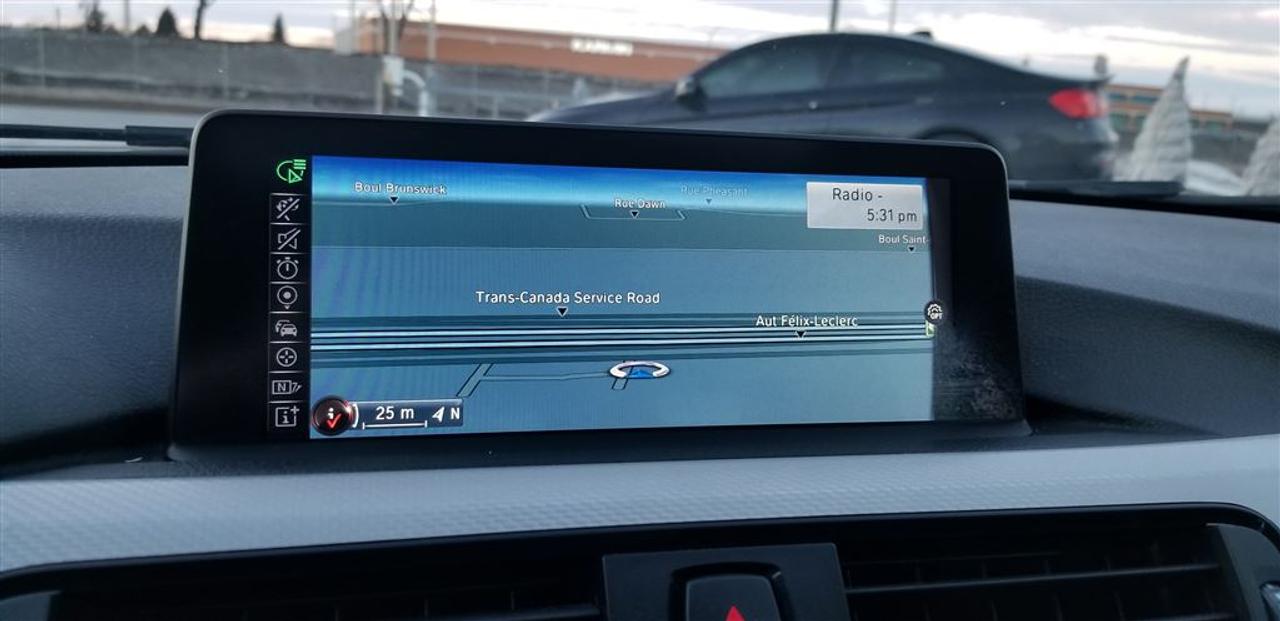 Boul Brunswick
Rue Pheasant
Rue Dawn
Radio -
5:31 pm
Boul Saint-
Trans-Canada Service Road
Aut Félix-Leclerc
OPT
N
25 m
N